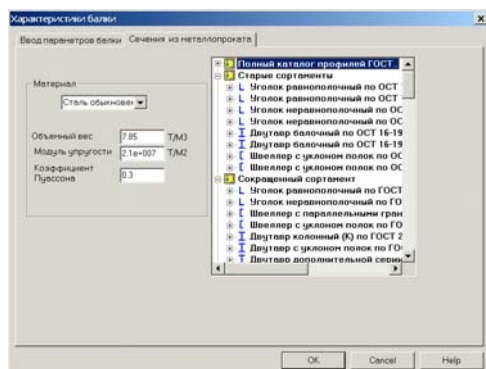 Характеристики балки
Ввод параметров балки
Сечения из металлопроката
Материал
Сталь обыкновен
Объемный вес 7.85 Т/М3
Модуль упругости 2.1e+007 Т/М2
Коэффициент
Пуассона 0.3
Полный каталог профилей ГОСТ..
Старые сортаменты
Уголок равнополочный по ОСТ
Уголок равнополочный по ОСТ
Уголок неравнополочный по ОС
Уголок неравнополочный по ОС
Двутавр балочный по ОСТ 16-19
Двутавр балочный по ОСТ 16-19
Швеллер с уклоном полок по ОС
Швеллер с уклоном полок по ОС
Сокращенный сортамент
Уголок равнополочный по ГОСТ
Уголок неравнополочный по ГО
Швеллер с параллельными гран
Швеллер с уклоном полок по ГО
Двутавр колонный (К) по ГОСТ 2
Двутавр с уклоном полок по ГО
Двутавр дополнительной серии
OK
Cancel
Help